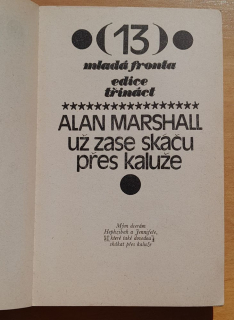 (13)
mladá fronta
edice
třináct
★★★★★★★★★★★★★★★★★★
ALAN MARSHALL
už zase skáču
přes kaluže
Mým dcerám
Hephzibah a Jennifer,
které také dovedou
skákat přes kaluže